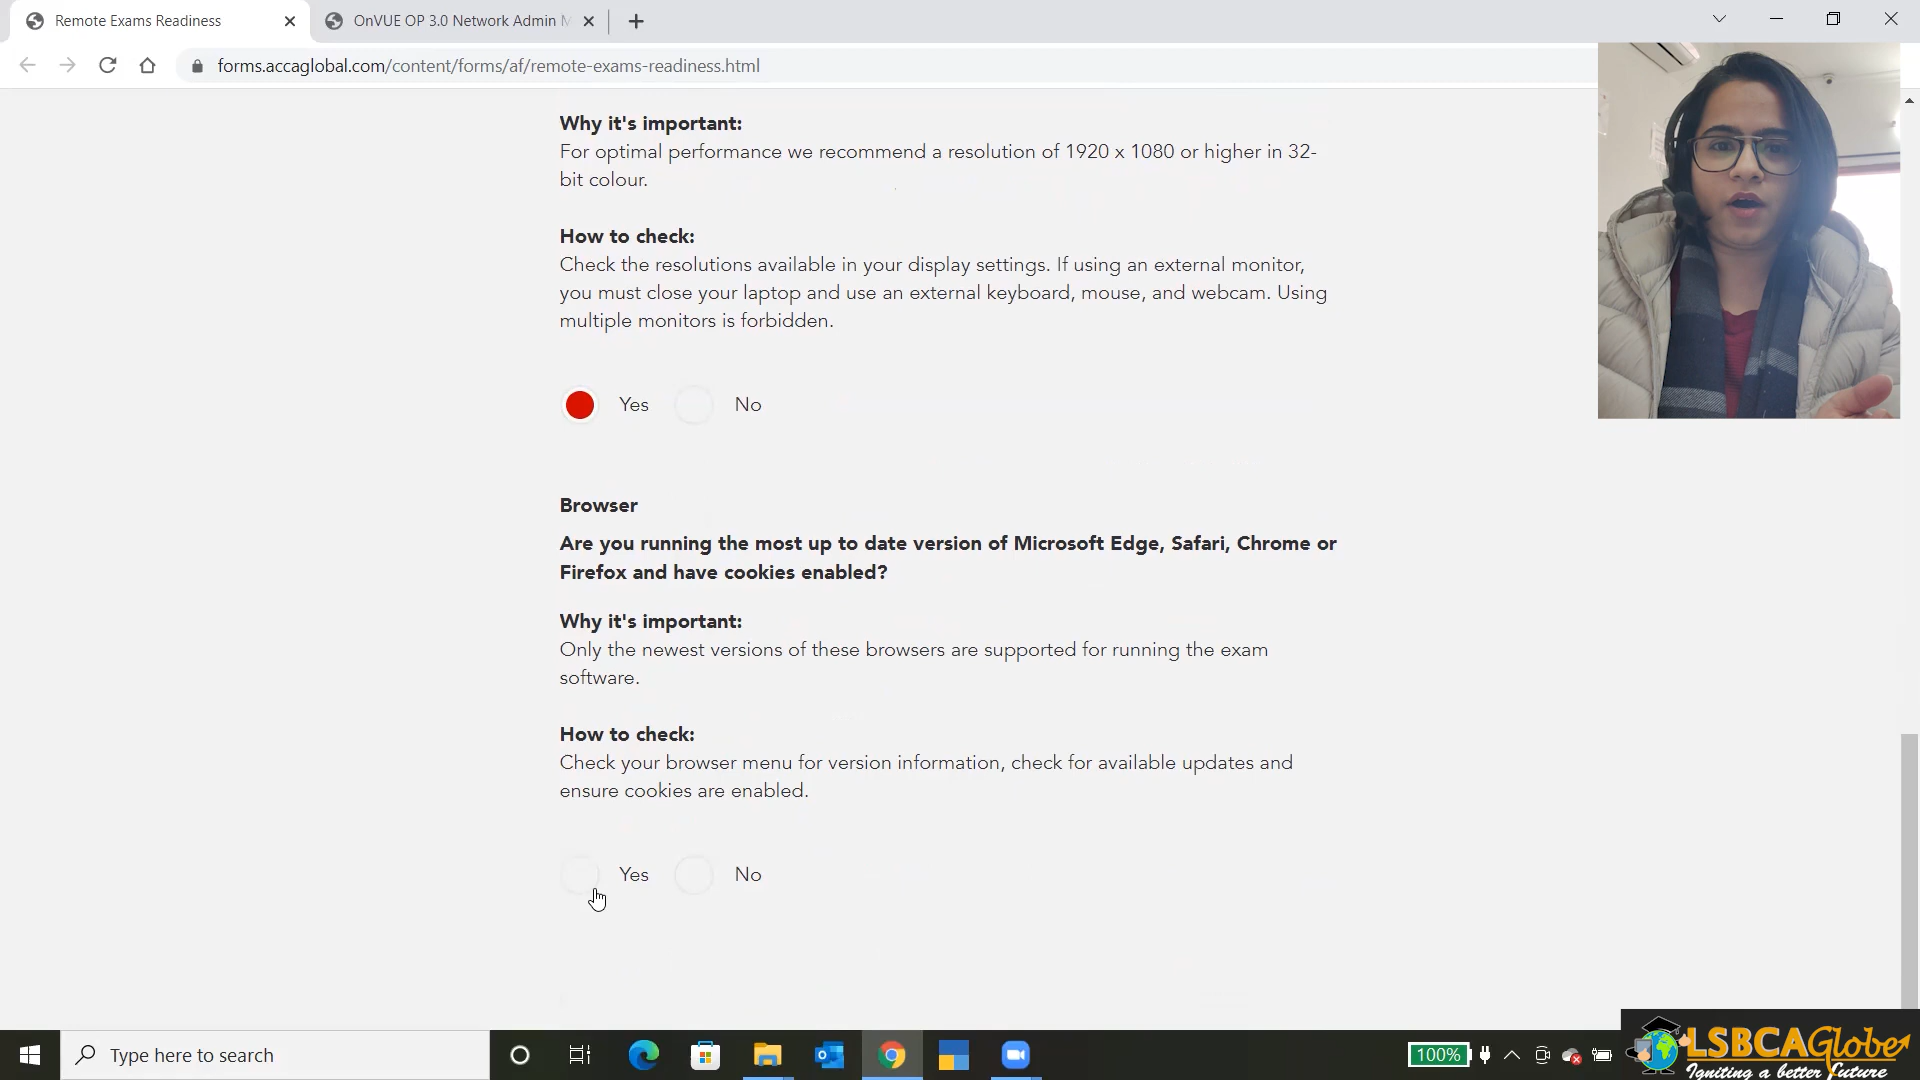 Remote Exams Readiness
OnVUE OP 3.0 Network Admin
forms.accaglobal.com/content/forms/af/remote-exams-readiness.html
Why it's important:
For optimal performance we recommend a resolution of 1920 x 1080 or higher in 32-
bit colour.
How to check:
Check the resolutions available in your display settings. If using an external monitor,
you must close your laptop and use an external keyboard, mouse, and webcam. Using
multiple monitors is forbidden.
Yes No
Browser
Are you running the most up to date version of Microsoft Edge, Safari, Chrome or
Firefox and have cookies enabled?
Why it's important:
Only the newest versions of these browsers are supported for running the exam
software.
How to check:
Check your browser menu for version information, check for available updates and
ensure cookies are enabled.
Yes No
Type here to search
100%
LSBCAGlobe
Igniting a better future